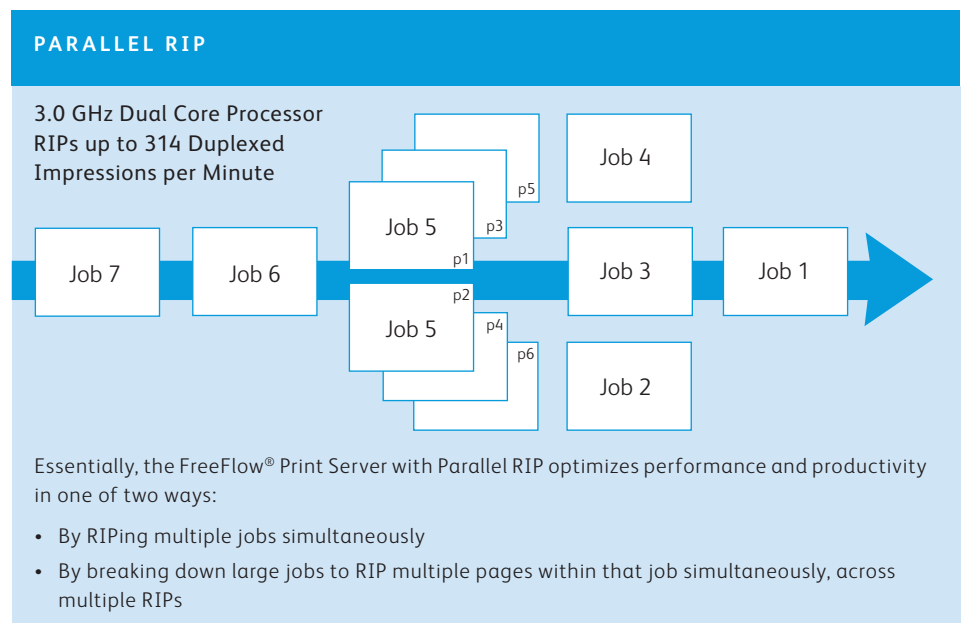 PARALLEL RIP
3.0 GHz Dual Core Processor
RIPs up to 314 Duplexed
Impressions per Minute
Job 7
Job 6
p5
p3
Job 5
p1
p2
Job 5
p4
p6
Job 4
Job 3
Job 2
Job 1
Essentially, the FreeFlow® Print Server with Parallel RIP optimizes performance and productivity
in one of two ways:
• By RIPing multiple jobs simultaneously
• By breaking down large jobs to RIP multiple pages within that job simultaneously, across
multiple RIPs